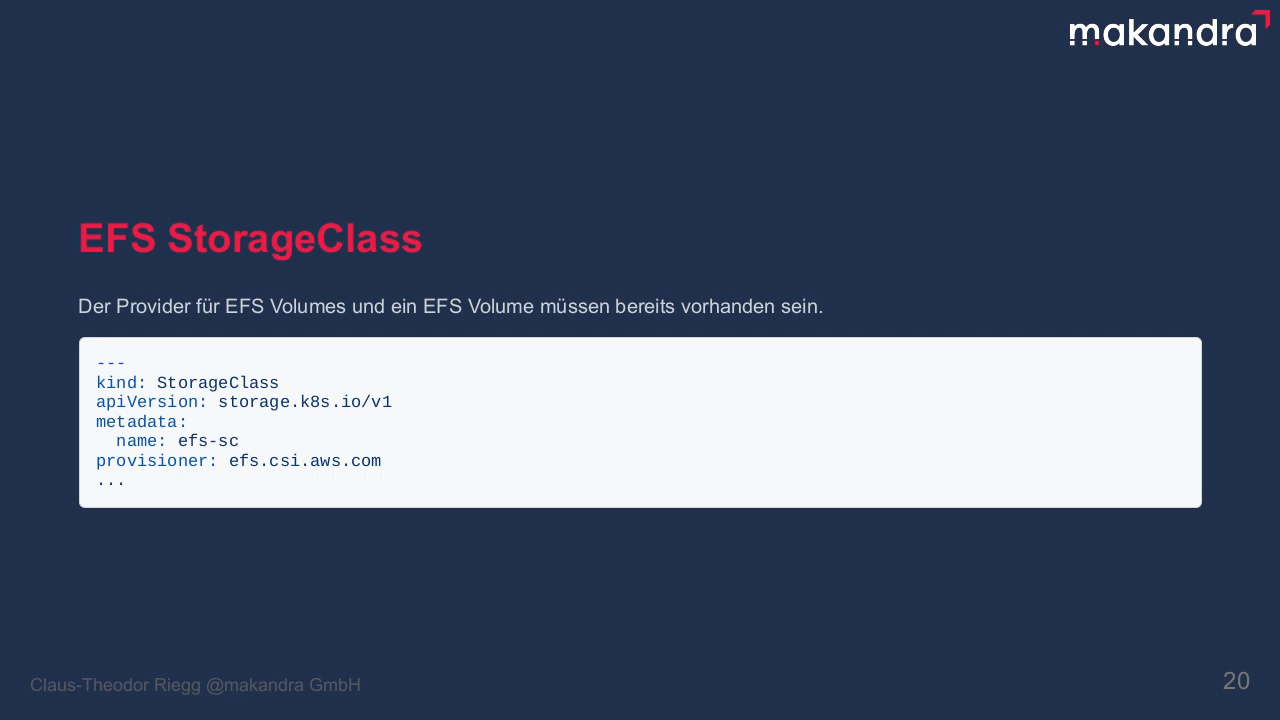 makandra
EFS StorageClass
Der Provider für EFS Volumes und ein EFS Volume müssen bereits vorhanden sein.
---
kind: StorageClass
apiVersion: storage.k8s.io/v1
metadata:
  name: efs-sc
provisioner: efs.csi.aws.com
...
Claus-Theodor Riegg @makandra GmbH
20